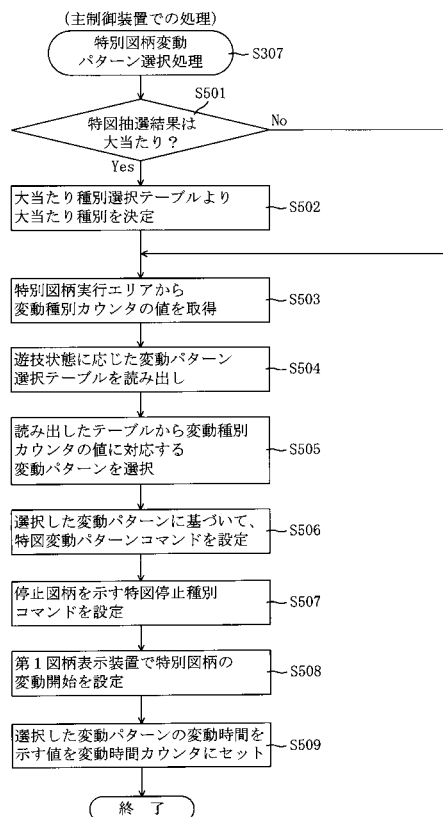 (主制御装置での処理)
特別図柄変動
パターン選択処理
S307
S501
特図抽選結果は
大当たり？
No
Yes
大当たり種別選択テーブルより
大当たり種別を決定
S502
特別図柄実行エリアから
変動種別カウンタの値を取得
S503
遊技状態に応じた変動パターン
選択テーブルを読み出し
S504
読み出したテーブルから変動種別
カウンタの値に対応する
変動パターンを選択
S505
選択した変動パターンに基づいて、
特図変動パターンコマンドを設定
S506
停止図柄を示す特図停止種別
コマンドを設定
S507
第１図柄表示装置で特別図柄の
変動開始を設定
S508
選択した変動パターンの変動時間を
示す値を変動時間カウンタにセット
S509
終 了